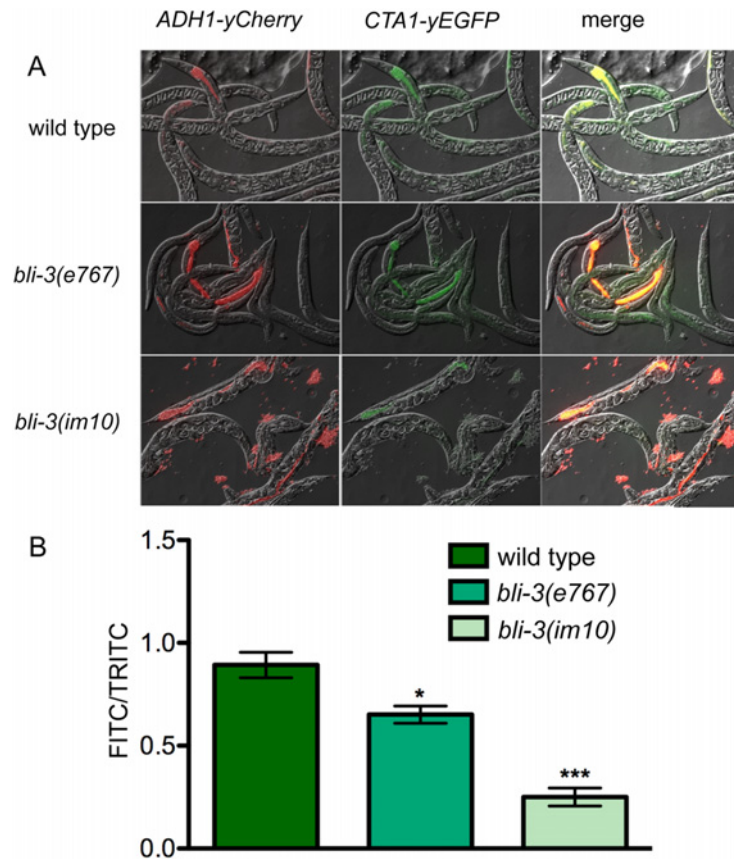 ADH1-yCherry CTA1-yEGFP merge
A
wild type
bli-3(e767)
bli-3(im10)
B
1.5
1.0
0.5
0.0
FITC/TRITC
wild type
bli-3(e767)
bli-3(im10)
*
***